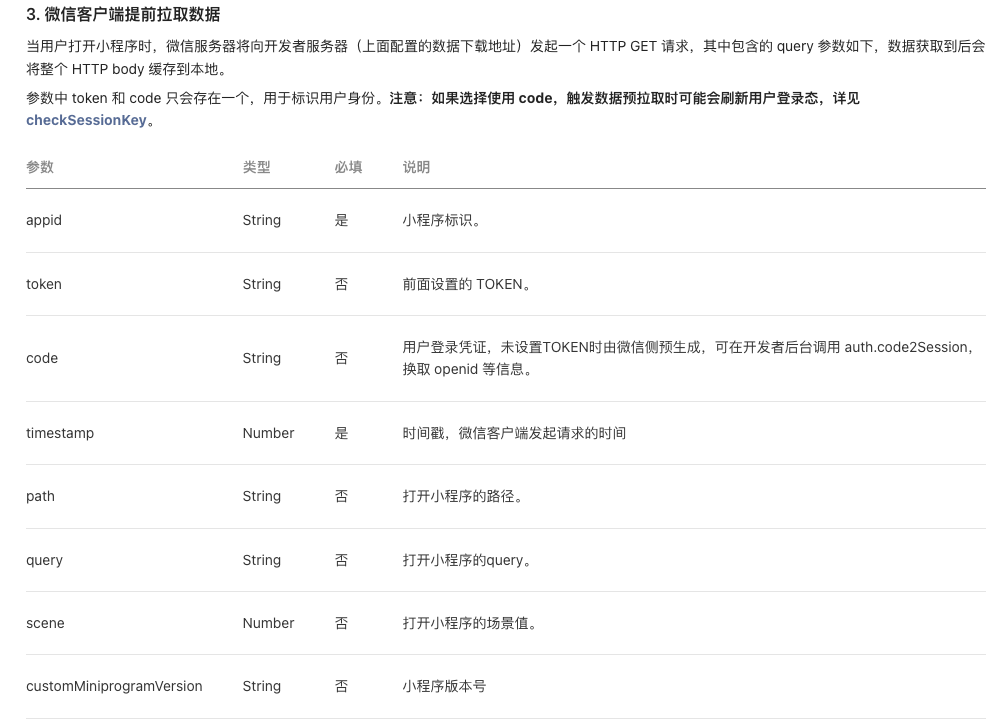 3. 微信客户端提前拉取数据
当用户打开小程序时，微信服务器将向开发者服务器（上面配置的数据下载地址）发起一个 HTTP GET 请求，其中包含的 query 参数如下，数据获取到后会
将整个 HTTP body 缓存到本地。
参数中 token 和 code 只会存在一个，用于标识用户身份。注意：如果选择使用 code，触发数据预拉取时可能会刷新用户登录态，详见
checkSessionKey。
参数 类型 必填 说明
appid String 是 小程序标识。
token String 否 前面设置的 TOKEN。
code String 否 用户登录凭证，未设置TOKEN时由微信侧预生成，可在开发者后台调用 auth.code2Session，
换取 openid 等信息。
timestamp Number 是 时间戳，微信客户端发起请求的时间
path String 否 打开小程序的路径。
query String 否 打开小程序的query。
scene Number 否 打开小程序的场景值。
customMiniprogramVersion String 否 小程序版本号